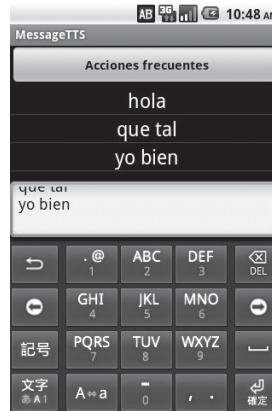 AB 3G 10:48 AM
MessageTTS
Acciones frecuentes
hola
que tal
yo bien
que tal
yo bien
. @ ABC DEF
1 2 3 DEL
GHI JKL MNO
4 5 6
記号 PQRS TUV WXYZ
7 8 9
文字 A⇔a - , .
あA1 0 確定